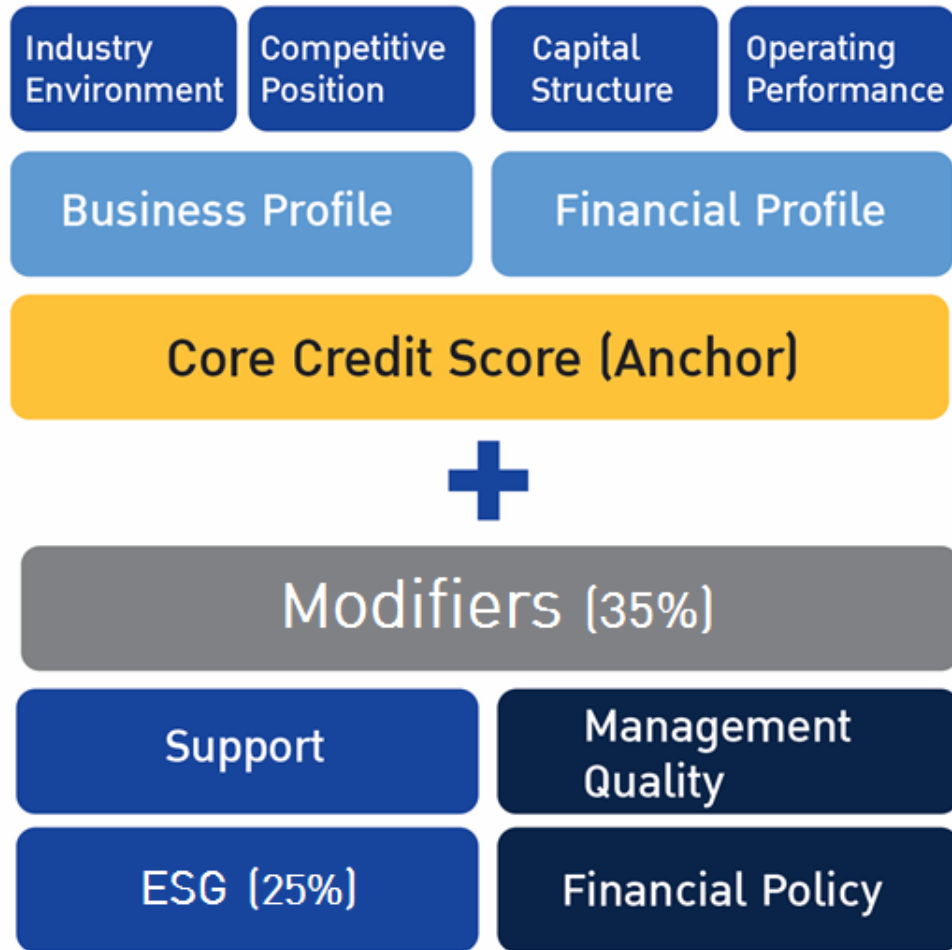 Industry
Environment
Competitive
Position
Capital
Structure
Operating
Performance
Business Profile
Financial Profile
Core Credit Score (Anchor)
+
Modifiers (35%)
Support
Management
Quality
ESG (25%)
Financial Policy